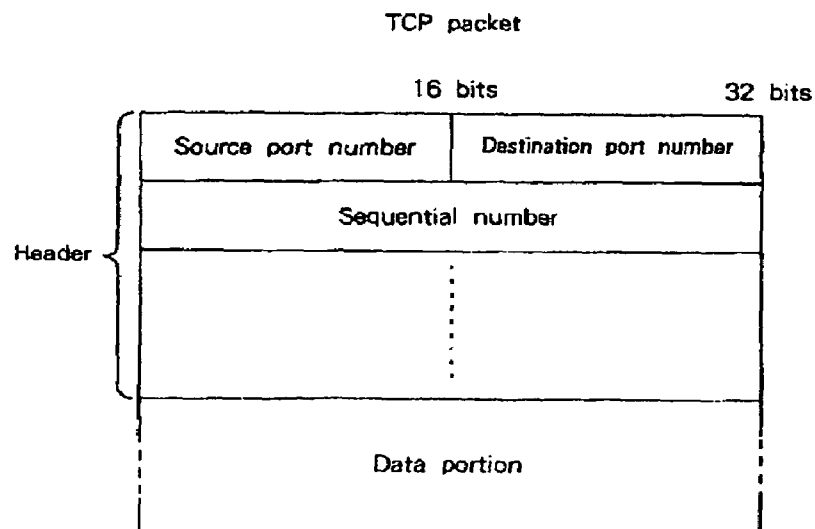 TCP packet
16 bits
32 bits
Source port number
Destination port number
Sequential number
Header
Data portion